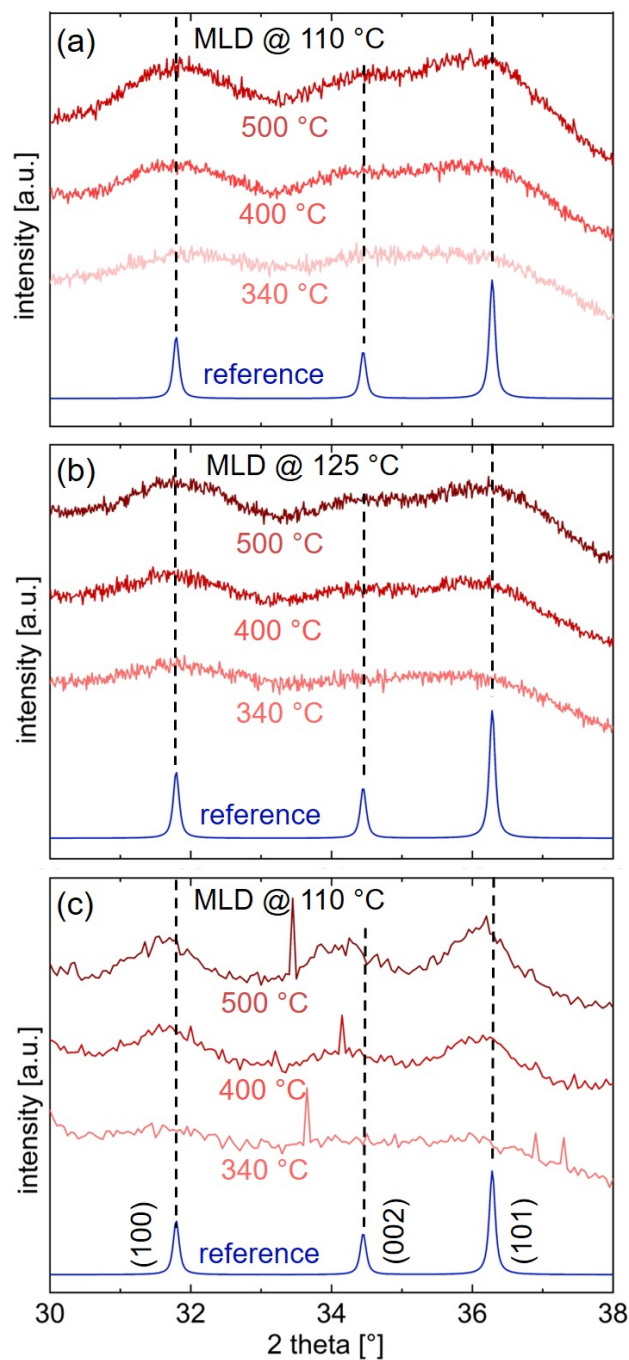 (a)
MLD @ 110 °C
500 °C
400 °C
340 °C
reference
intensity [a.u.]
(b)
MLD @ 125 °C
500 °C
400 °C
340 °C
reference
intensity [a.u.]
(c)
MLD @ 110 °C
500 °C
400 °C
340 °C
(100)
reference
(002)
(101)
intensity [a.u.]
30 32 34 36 38
2 theta [°]